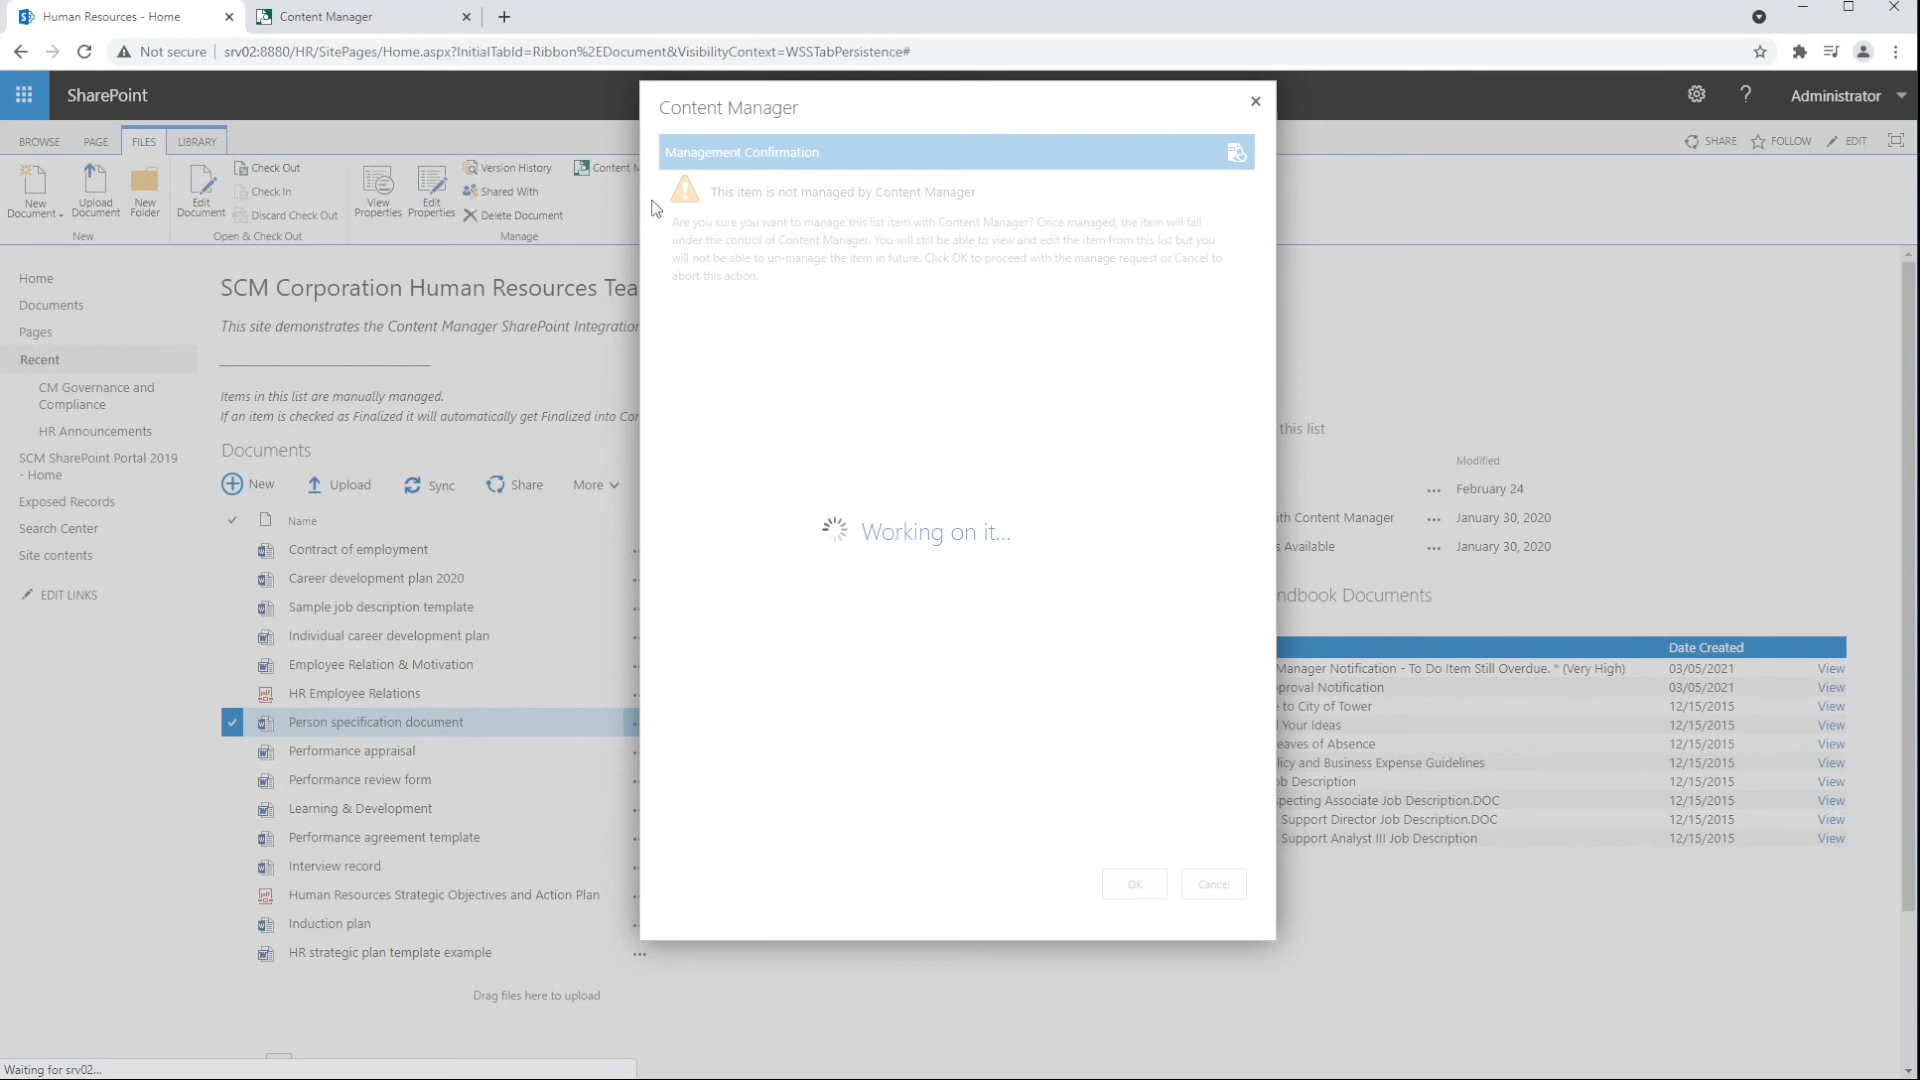 Human Resources - Home
Content Manager
Not secure
srv02:8880/HR/SitePages/Home.aspx?InitialTabId=Ribbon%2EDocument&VisibilityContext=WSSTabPersistence#
SharePoint
Administrator
BROWSE PAGE FILES LIBRARY
SHARE FOLLOW EDIT
New Document
Upload Document
New Folder
New
Edit Document
Check Out
Check In
Discard Check Out
Open & Check Out
View Properties
Edit Properties
Version History
Shared With
Delete Document
Manage
Content M
Home
Documents
Pages
Recent
CM Governance and
Compliance
HR Announcements
SCM SharePoint Portal 2019
- Home
Exposed Records
Search Center
Site contents
EDIT LINKS
SCM Corporation Human Resources Tea
This site demonstrates the Content Manager SharePoint Integration
Items in this list are manually managed.
If an item is checked as Finalized it will automatically get Finalized into Con
Documents
New Upload Sync Share More
Name
Contract of employment
Career development plan 2020
Sample job description template
Individual career development plan
Employee Relation & Motivation
HR Employee Relations
Person specification document
Performance appraisal
Performance review form
Learning & Development
Performance agreement template
Interview record
Human Resources Strategic Objectives and Action Plan
Induction plan
HR strategic plan template example
Drag files here to upload
Content Manager
Management Confirmation
This item is not managed by Content Manager
Are you sure you want to manage this list item with Content Manager? Once managed, the item will fall
under the control of Content Manager. You will still be able to view and edit the item from this list but you
will not be able to un-manage the item in future. Click OK to proceed with the manage request or Cancel to
abort this action.
Working on it...
OK Cancel
this list
Modified
February 24
ith Content Manager January 30, 2020
s Available January 30, 2020
ndbook Documents
Date Created
Manager Notification - To Do Item Still Overdue. * (Very High) 03/05/2021 View
proval Notification 03/05/2021 View
e to City of Tower 12/15/2015 View
l Your Ideas 12/15/2015 View
eaves of Absence 12/15/2015 View
licy and Business Expense Guidelines 12/15/2015 View
ob Description 12/15/2015 View
specting Associate Job Description.DOC 12/15/2015 View
Support Director Job Description.DOC 12/15/2015 View
Support Analyst III Job Description 12/15/2015 View
Waiting for srv02...